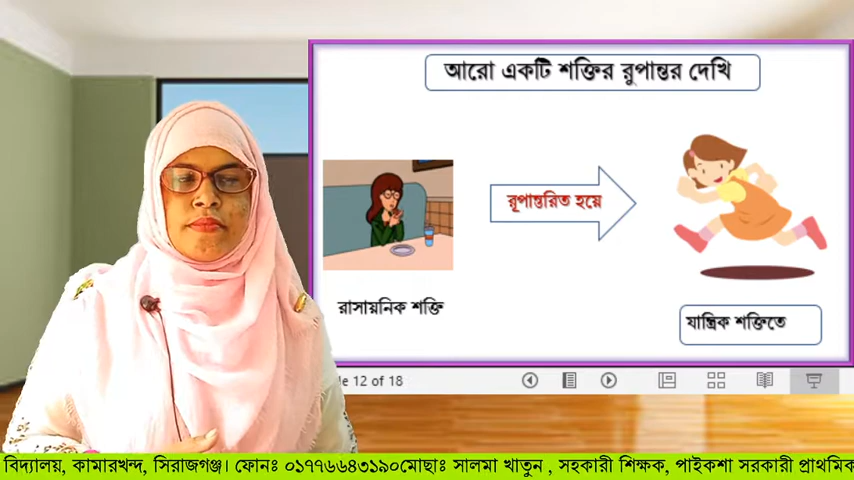 আরো একটি শক্তির রুপান্তর দেখি
রূপান্তরিত হয়ে
রাসায়নিক শক্তি
যান্ত্রিক শক্তিতে
de 12 of 18
বিদ্যালয়, কামারখন্দ, সিরাজগঞ্জ। ফোনঃ ০১৭৭৬৬৪৩১৯০মোছাঃ সালমা খাতুন , সহকারী শিক্ষক, পাইকশা সরকারী প্রাথমিক